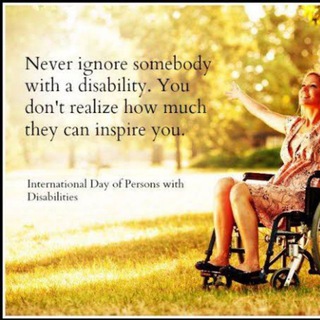 Never ignore somebody
with a disability. You
don't realize how much
they can inspire you.
International Day of Persons with
Disabilities